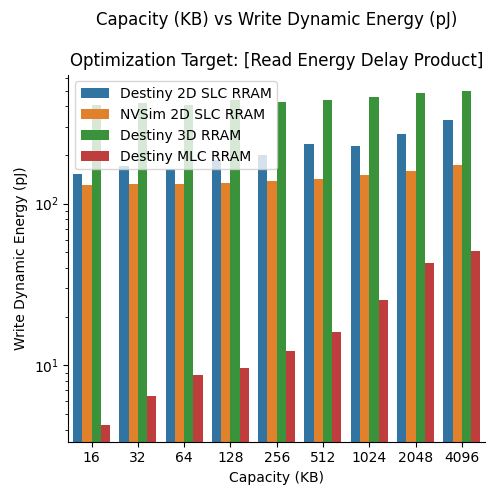 Capacity (KB) vs Write Dynamic Energy (pJ)
Optimization Target: [Read Energy Delay Product]
Destiny 2D SLC RRAM
NVSim 2D SLC RRAM
Destiny 3D RRAM
Destiny MLC RRAM
Write Dynamic Energy (pJ)
10²
10¹
16 32 64 128 256 512 1024 2048 4096
Capacity (KB)